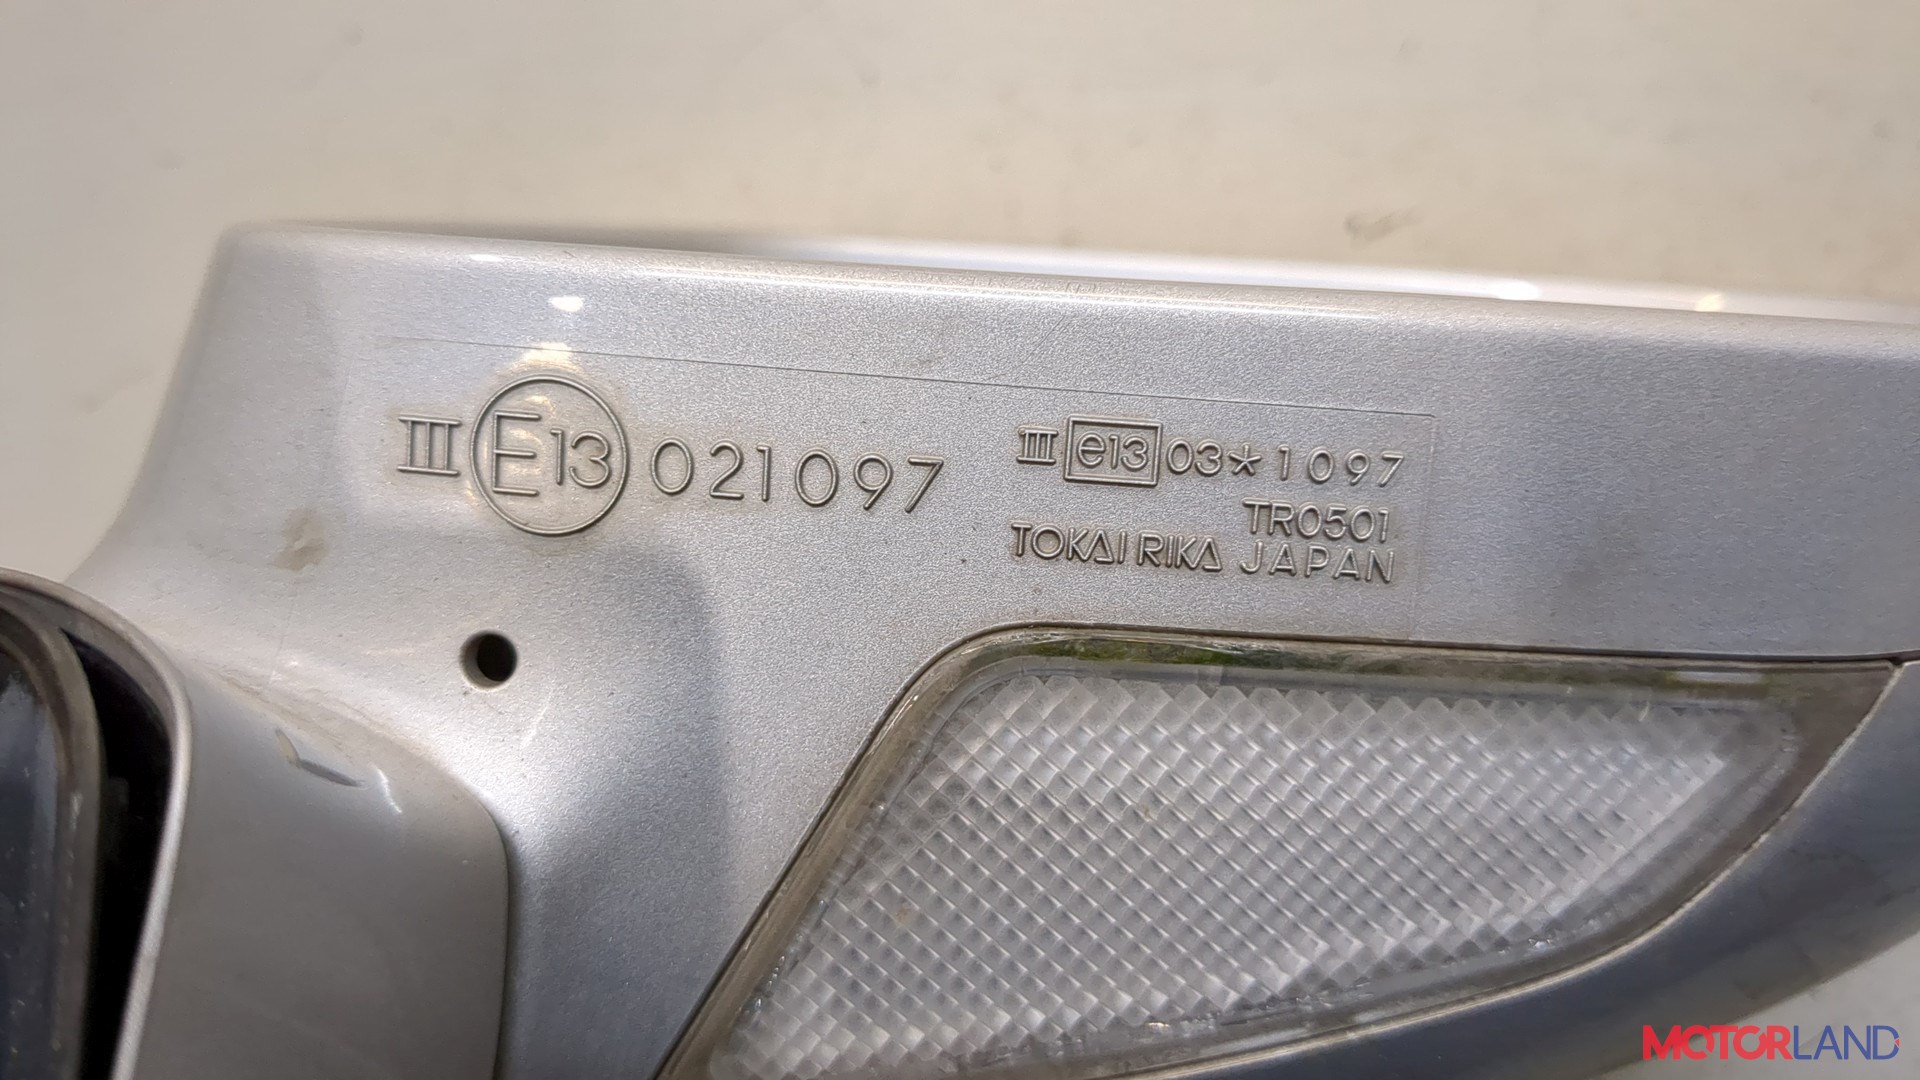 III E13 021097
III e13 03*1097
TR0501
TOKAI RIKA JAPAN
MOTORLAND